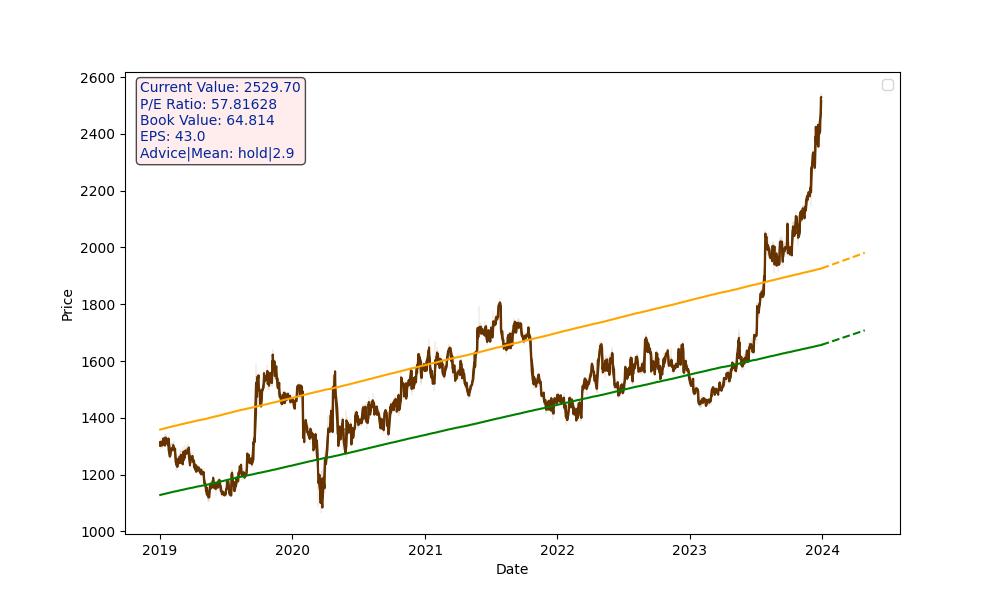 2600
2400
2200
2000
1800
1600
1400
1200
1000
Price
Current Value: 2529.70
P/E Ratio: 57.81628
Book Value: 64.814
EPS: 43.0
Advice|Mean: hold|2.9
2019 2020 2021 2022 2023 2024
Date